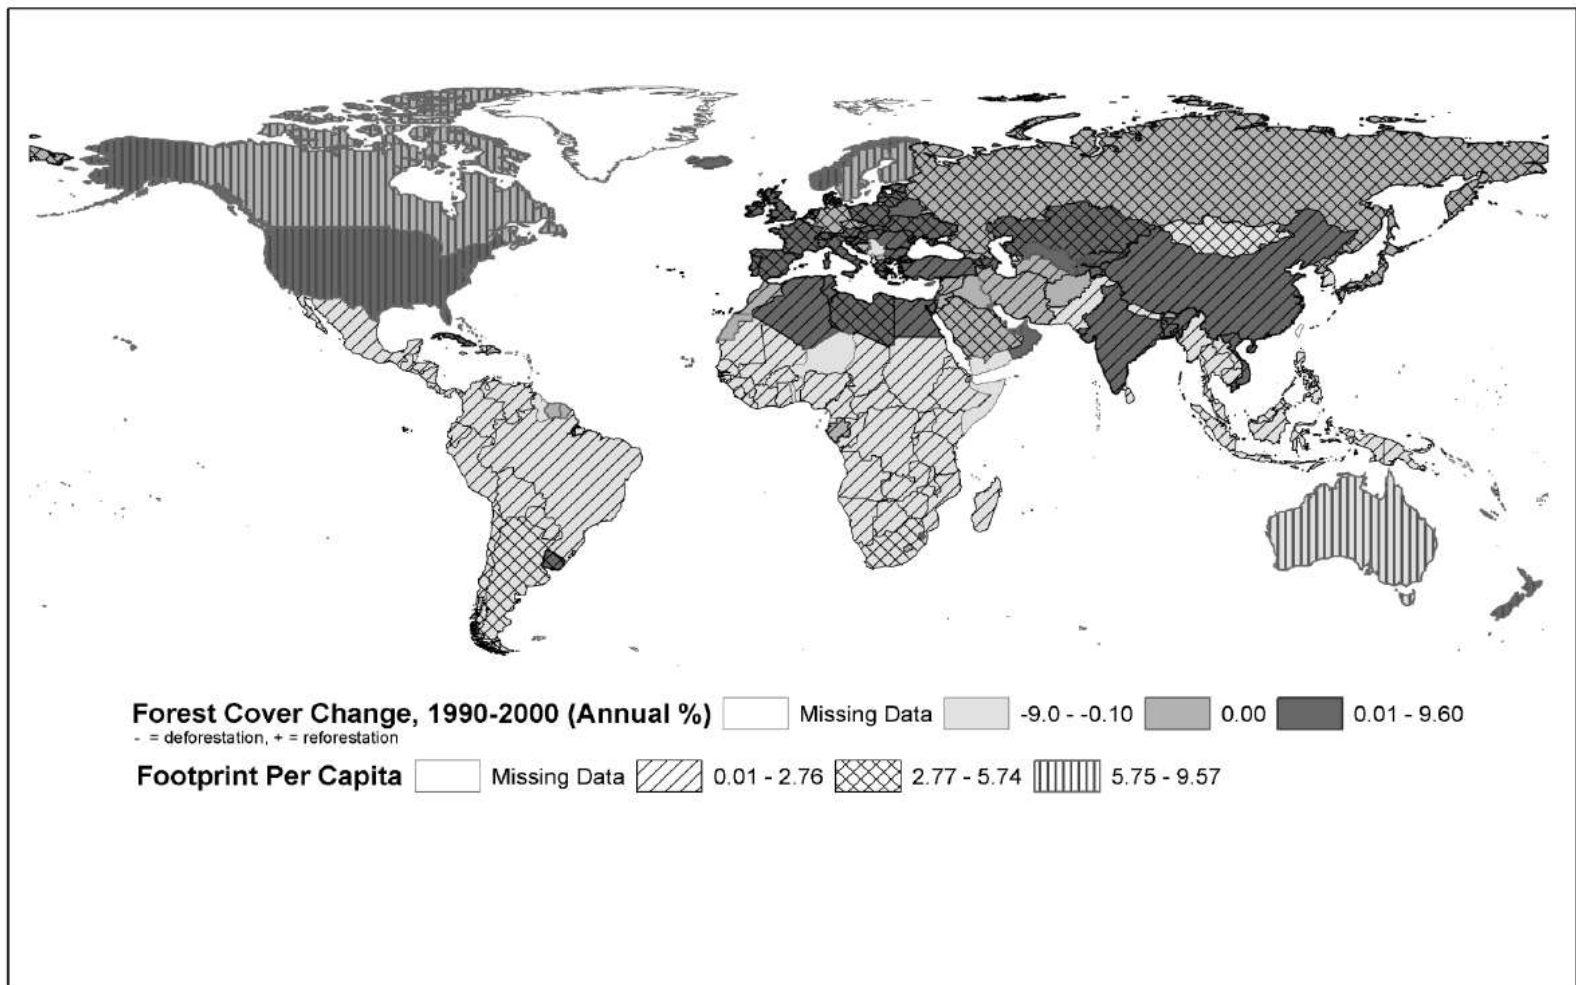 Forest Cover Change, 1990-2000 (Annual %) Missing Data -9.0 - -0.10 0.00 0.01 - 9.60
- = deforestation, + = reforestation
Footprint Per Capita Missing Data 0.01 - 2.76 2.77 - 5.74 5.75 - 9.57